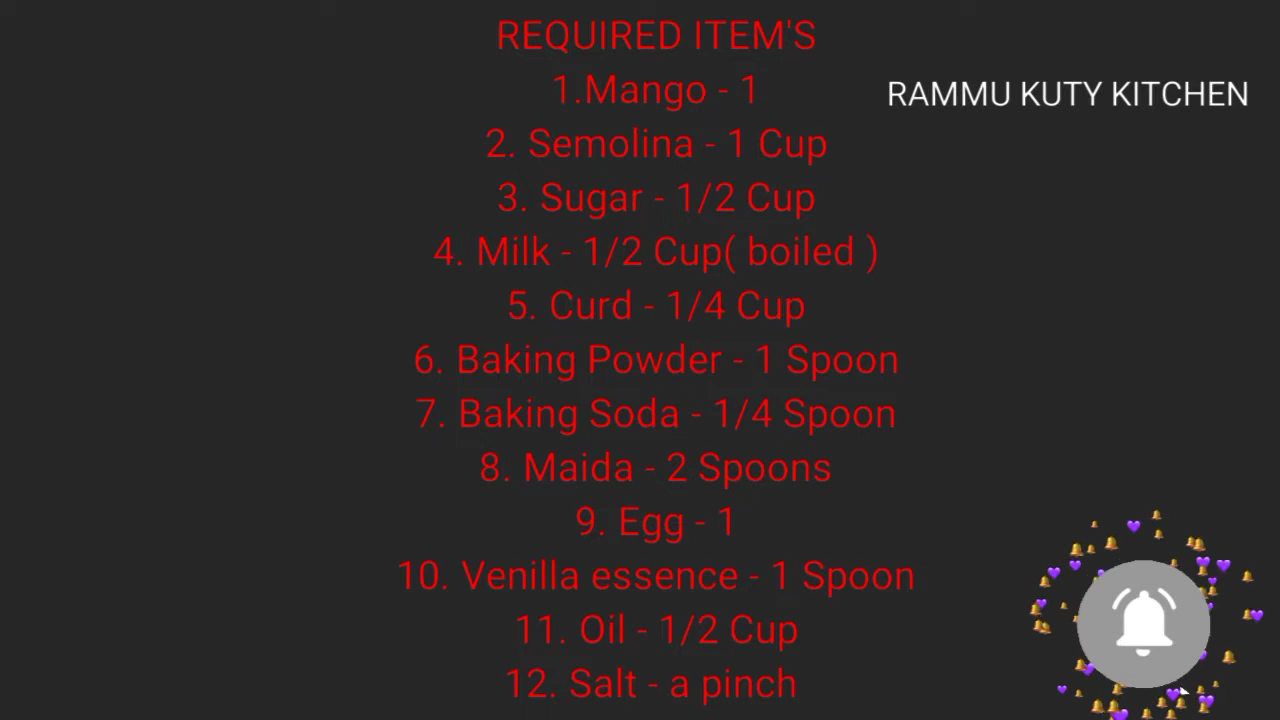 REQUIRED ITEM'S
1.Mango - 1
RAMMU KUTY KITCHEN
2. Semolina - 1 Cup
3. Sugar - 1/2 Cup
4. Milk - 1/2 Cup( boiled )
5. Curd - 1/4 Cup
6. Baking Powder - 1 Spoon
7. Baking Soda - 1/4 Spoon
8. Maida - 2 Spoons
9. Egg - 1
10. Venilla essence - 1 Spoon
11. Oil - 1/2 Cup
12. Salt - a pinch